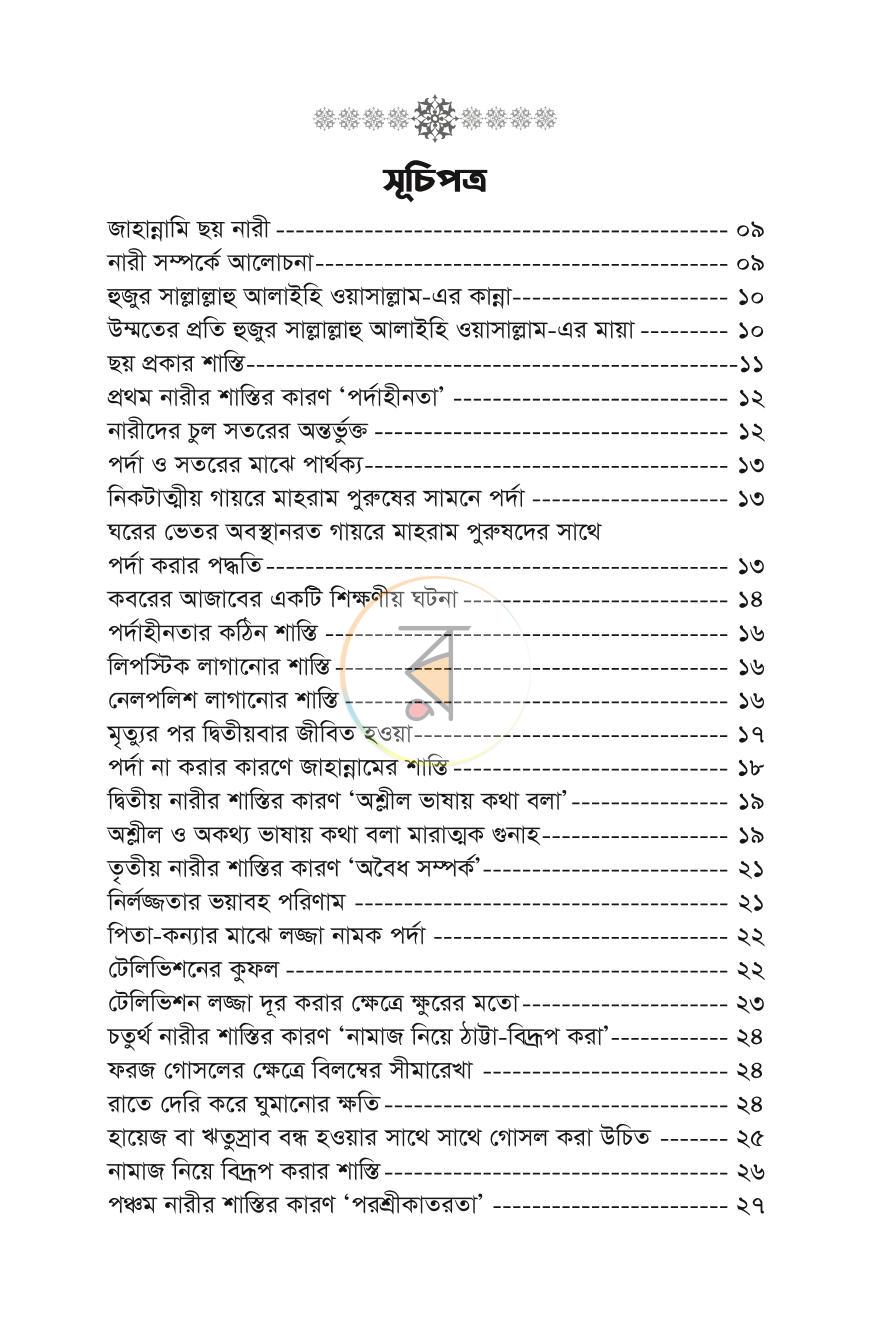 সূচিপত্র
জাহান্নামি ছয় নারী ---------------------------------------------- ০৯
নারী সম্পর্কে আলোচনা------------------------------------------ ০৯
হুজুর সাল্লাল্লাহু আলাইহি ওয়াসাল্লাম-এর কান্না---------------------- ১০
উম্মতের প্রতি হুজুর সাল্লাল্লাহু আলাইহি ওয়াসাল্লাম-এর মায়া --------- ১০
ছয় প্রকার শাস্তি--------------------------------------------------১১
প্রথম নারীর শাস্তির কারণ ‘পর্দাহীনতা’ ---------------------------- ১২
নারীদের চুল সতরের অন্তর্ভুক্ত ------------------------------------ ১২
পর্দা ও সতরের মাঝে পার্থক্য------------------------------------- ১৩
নিকটাত্মীয় গায়রে মাহরাম পুরুষের সামনে পর্দা -------------------- ১৩
ঘরের ভেতর অবস্থানরত গায়রে মাহরাম পুরুষদের সাথে
পর্দা করার পদ্ধতি ----------------------------------------------- ১৩
কবরের আজাবের একটি শিক্ষণীয় ঘটনা --------------------------- ১৪
পর্দাহীনতার কঠিন শাস্তি ----------------------------------------- ১৬
লিপস্টিক লাগানোর শাস্তি ---------------------------------------- ১৬
নেলপলিশ লাগানোর শাস্তি --------------------------------------- ১৬
মৃত্যুর পর দ্বিতীয়বার জীবিত হওয়া-------------------------------- ১৭
পর্দা না করার কারণে জাহান্নামের শাস্তি ---------------------------- ১৮
দ্বিতীয় নারীর শাস্তির কারণ ‘অশ্লীল ভাষায় কথা বলা’---------------- ১৯
অশ্লীল ও অকথ্য ভাষায় কথা বলা মারাত্মক গুনাহ------------------- ১৯
তৃতীয় নারীর শাস্তির কারণ ‘অবৈধ সম্পর্ক’------------------------- ২১
নির্লজ্জতার ভয়াবহ পরিণাম -------------------------------------- ২১
পিতা-কন্যার মাঝে লজ্জা নামক পর্দা ------------------------------ ২২
টেলিভিশনের কুফল --------------------------------------------- ২২
টেলিভিশন লজ্জা দূর করার ক্ষেত্রে ক্ষুরের মতো--------------------- ২৩
চতুর্থ নারীর শাস্তির কারণ ‘নামাজ নিয়ে ঠাট্টা-বিদ্রূপ করা’------------ ২৪
ফরজ গোসলের ক্ষেত্রে বিলম্বের সীমারেখা ------------------------- ২৪
রাতে দেরি করে ঘুমানোর ক্ষতি ----------------------------------- ২৪
হায়েজ বা ঋতুস্রাব বন্ধ হওয়ার সাথে সাথে গোসল করা উচিত ------- ২৫
নামাজ নিয়ে বিদ্রূপ করার শাস্তি ----------------------------------- ২৬
পঞ্চম নারীর শাস্তির কারণ ‘পরশ্রীকাতরতা’ ------------------------ ২৭